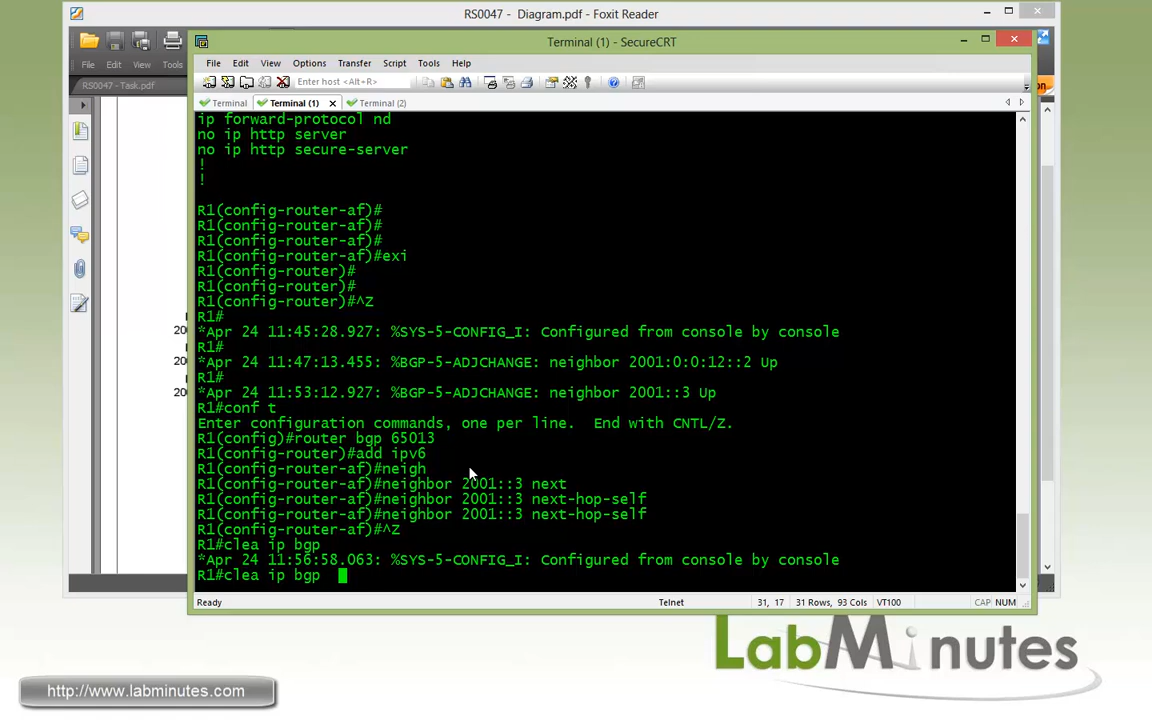 RS0047 - Diagram.pdf - Foxit Reader
Terminal (1) - SecureCRT
File Edit View Tools
File Edit View Options Transfer Script Tools Help
Enter host <Alt+R>
RS0047 - Task.pdf
Terminal Terminal (1) Terminal (2)
ip forward-protocol nd
no ip http server
no ip http secure-server
!
!
R1(config-router-af)#
R1(config-router-af)#
R1(config-router-af)#
R1(config-router-af)#exi
R1(config-router)#
R1(config-router)#
R1(config-router)#^Z
R1#
*Apr 24 11:45:28.927: %SYS-5-CONFIG_I: Configured from console by console
R1#
*Apr 24 11:47:13.455: %BGP-5-ADJCHANGE: neighbor 2001:0:0:12::2 Up
R1#
*Apr 24 11:53:12.927: %BGP-5-ADJCHANGE: neighbor 2001::3 Up
R1#conf t
Enter configuration commands, one per line.  End with CNTL/Z.
R1(config)#router bgp 65013
R1(config-router)#add ipv6
R1(config-router-af)#neigh
R1(config-router-af)#neighbor 2001::3 next
R1(config-router-af)#neighbor 2001::3 next-hop-self
R1(config-router-af)#neighbor 2001::3 next-hop-self
R1(config-router-af)#^Z
R1#clea ip bgp
*Apr 24 11:56:58.063: %SYS-5-CONFIG_I: Configured from console by console
R1#clea ip bgp
Ready Telnet 31, 17 31 Rows, 93 Cols VT100 CAP NUM
LabMinutes
http://www.labminutes.com